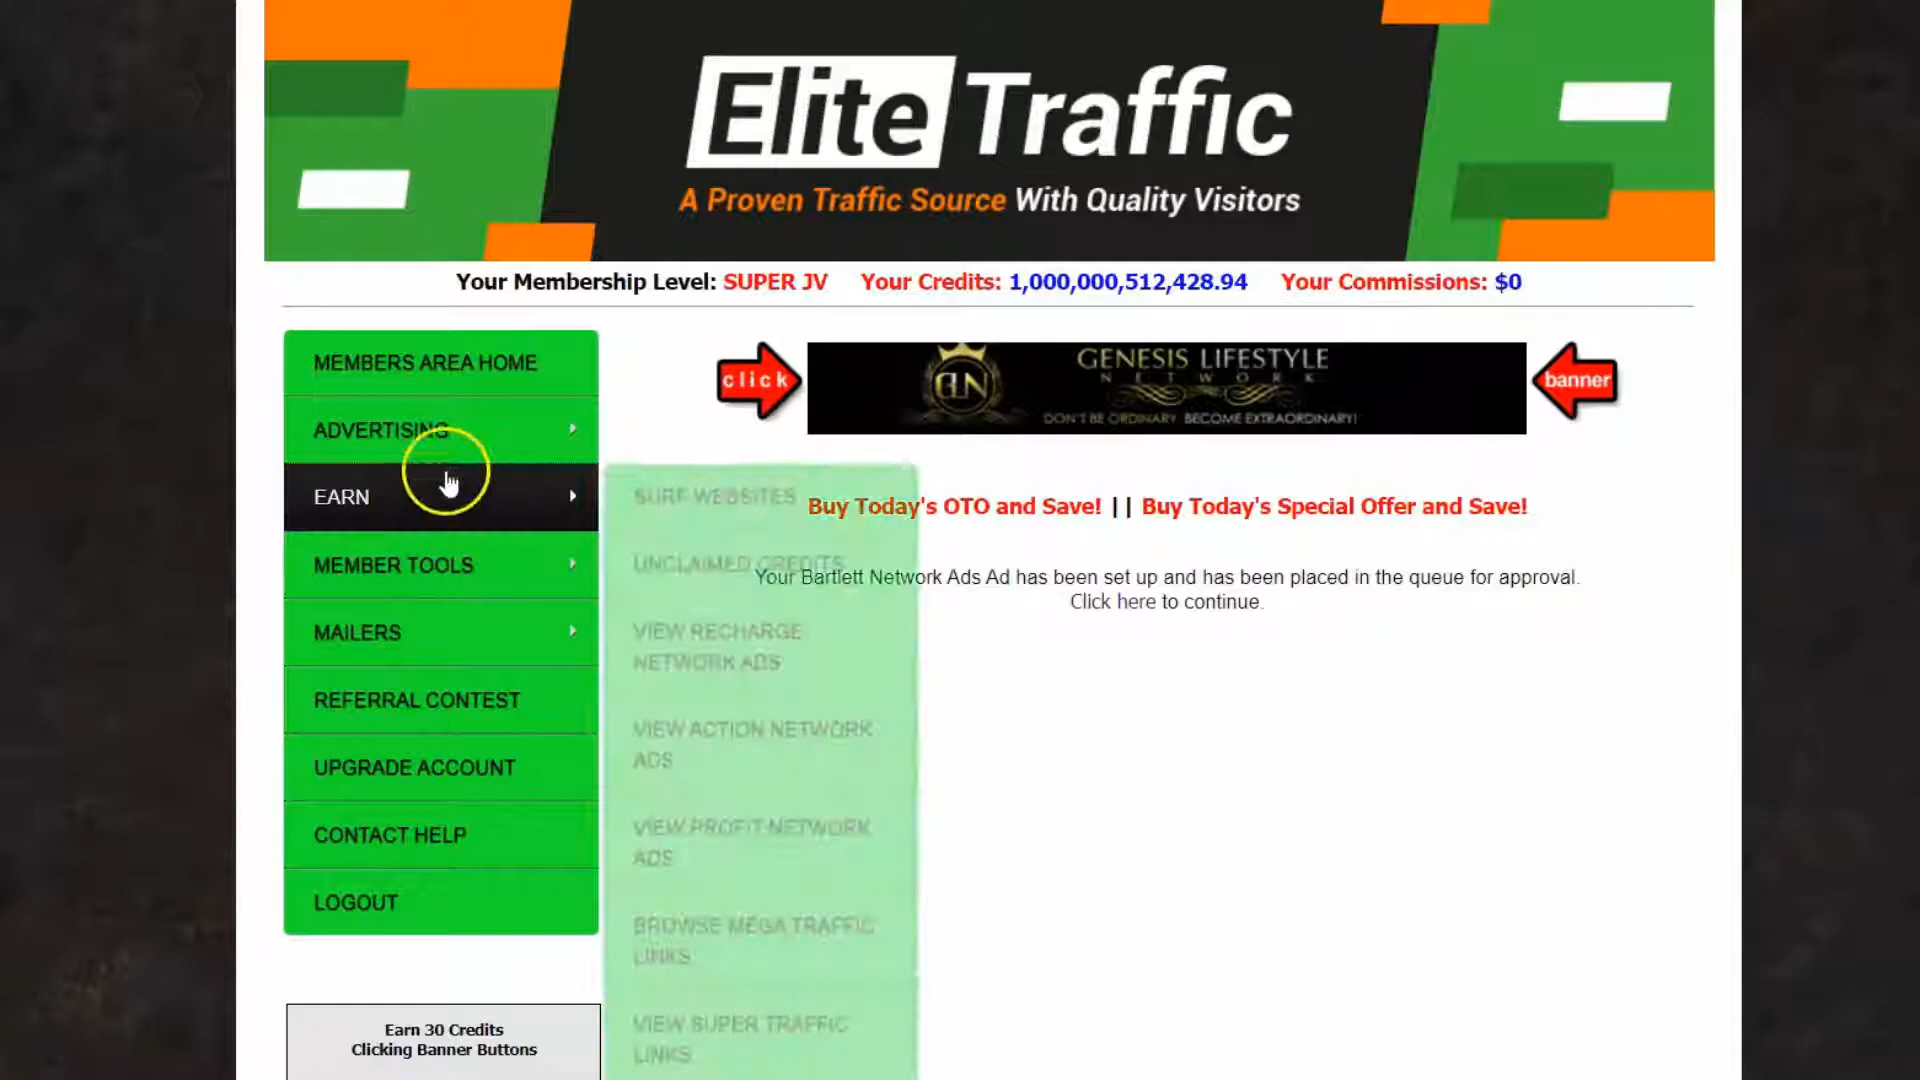 Elite Traffic
A Proven Traffic Source With Quality Visitors
Your Membership Level: SUPER JV Your Credits: 1,000,000,512,428.94 Your Commissions: $0
MEMBERS AREA HOME
ADVERTISING
EARN
MEMBER TOOLS
MAILERS
REFERRAL CONTEST
UPGRADE ACCOUNT
CONTACT HELP
LOGOUT
Earn 30 Credits
Clicking Banner Buttons
SURF WEBSITES
UNCLAIMED CREDITS
VIEW RECHARGE
NETWORK ADS
VIEW ACTION NETWORK
ADS
VIEW PROFIT NETWORK
ADS
BROWSE MEGA TRAFFIC
LINKS
VIEW SUPER TRAFFIC
LINKS
click
GLN
GENESIS LIFESTYLE
NETWORK
DON'T BE ORDINARY BECOME EXTRAORDINARY!
banner
Buy Today's OTO and Save! || Buy Today's Special Offer and Save!
Your Bartlett Network Ads Ad has been set up and has been placed in the queue for approval.
Click here to continue.